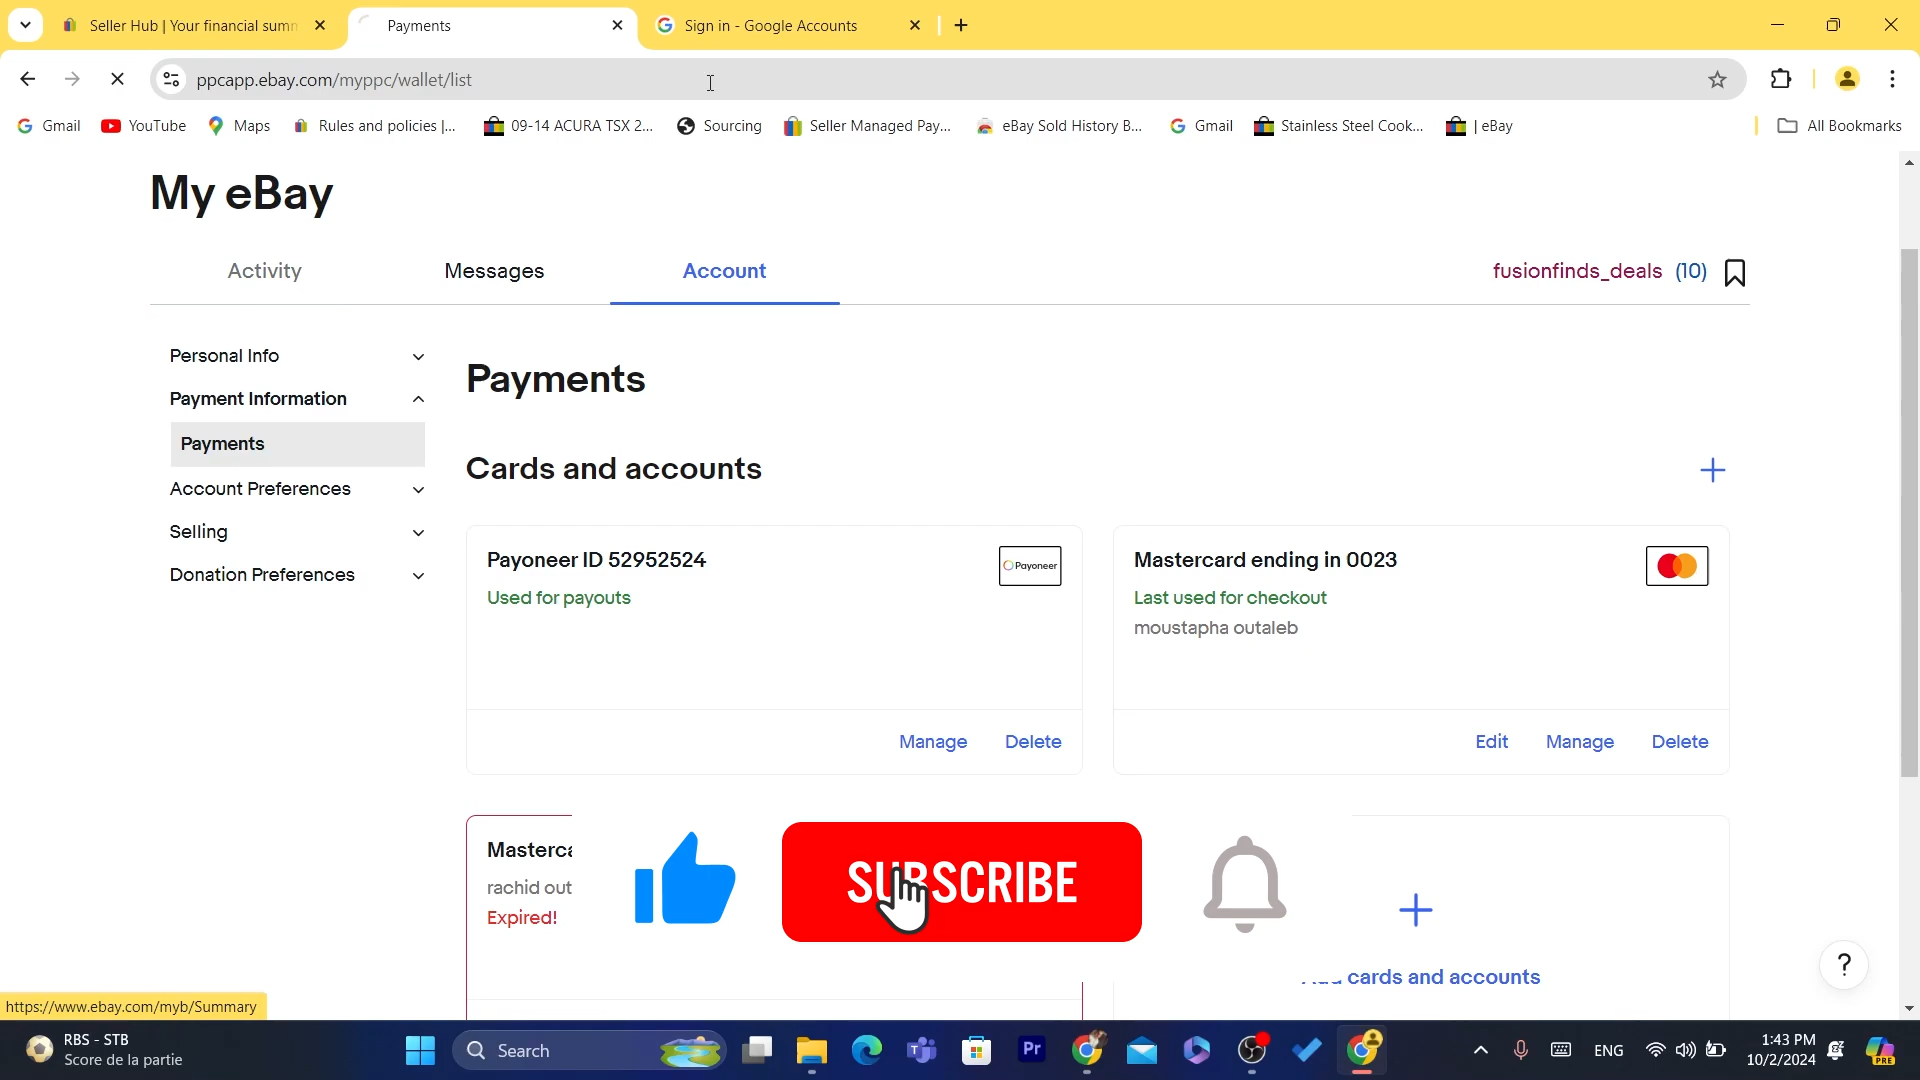 Seller Hub | Your financial sumn
Payments
Sign in - Google Accounts
ppcapp.ebay.com/myppc/wallet/list
Gmail
YouTube
Maps
Rules and policies |...
09-14 ACURA TSX 2...
Sourcing
Seller Managed Pay...
eBay Sold History B...
Gmail
Stainless Steel Cook...
| eBay
All Bookmarks
My eBay
Activity
Messages
Account
fusionfinds_deals (10)
Personal Info
Payment Information
Payments
Account Preferences
Selling
Donation Preferences
Payments
Cards and accounts
Payoneer ID 52952524
Payoneer
Used for payouts
Manage
Delete
Mastercard ending in 0023
Last used for checkout
moustapha outaleb
Edit
Manage
Delete
Masterca
rachid out
Expired!
SUBSCRIBE
cards and accounts
?
https://www.ebay.com/myb/Summary
RBS - STB
Score de la partie
Search
Pr
ENG
1:43 PM
10/2/2024
PRE